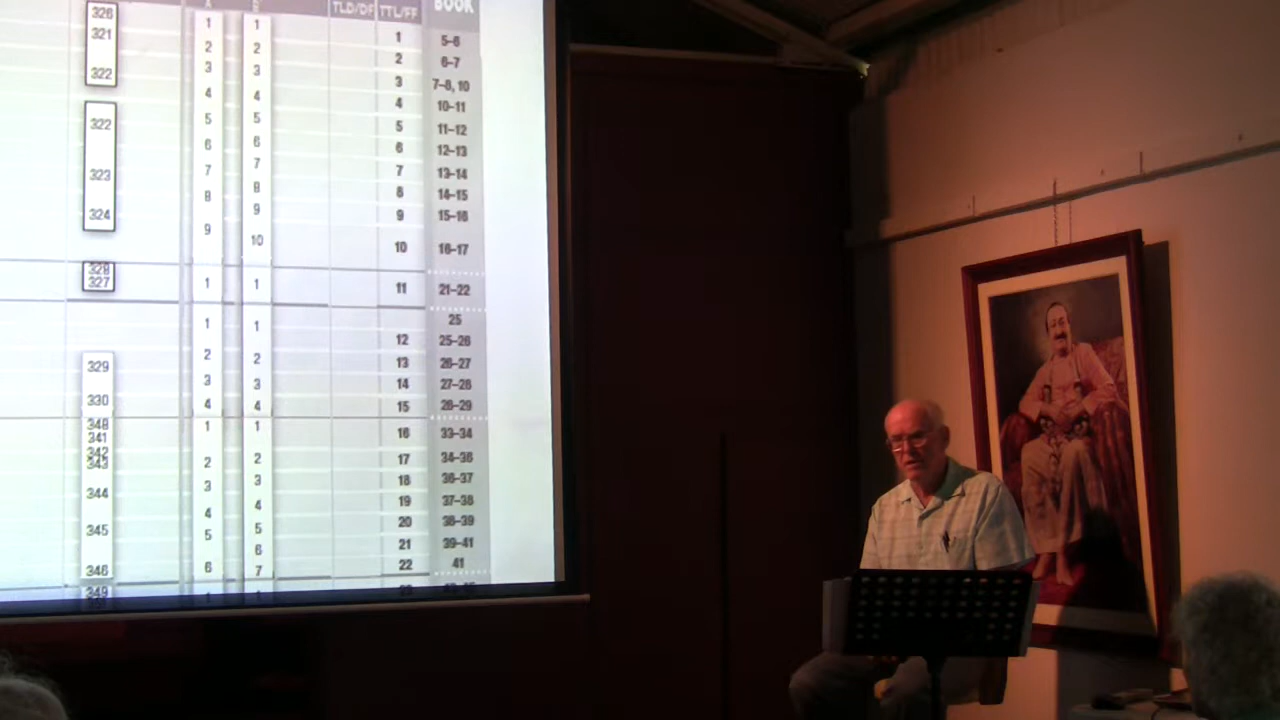 A B TLD/DF TTL/FF BOOK
326 1 1 1 5-6
321 2 2 2 6-7
322 3 3 3 7-8, 10
4 4 4 10-11
322 5 5 5 11-12
6 6 6 12-13
323 7 7 7 13-14
8 8 8 14-15
324 9 9 9 15-16
10 10 16-17
328
327 1 1 11 21-22
1 1 25
12 25-26
329 2 2 13 26-27
3 3 14 27-28
330 4 4 15 28-29
348 1 1
341 16 33-34
342
343 2 2 17 34-36
3 3 18 36-37
344 4 4 19 37-38
345 5 5 20 38-39
6 21 39-41
346 6 7 22 41
349 1 1